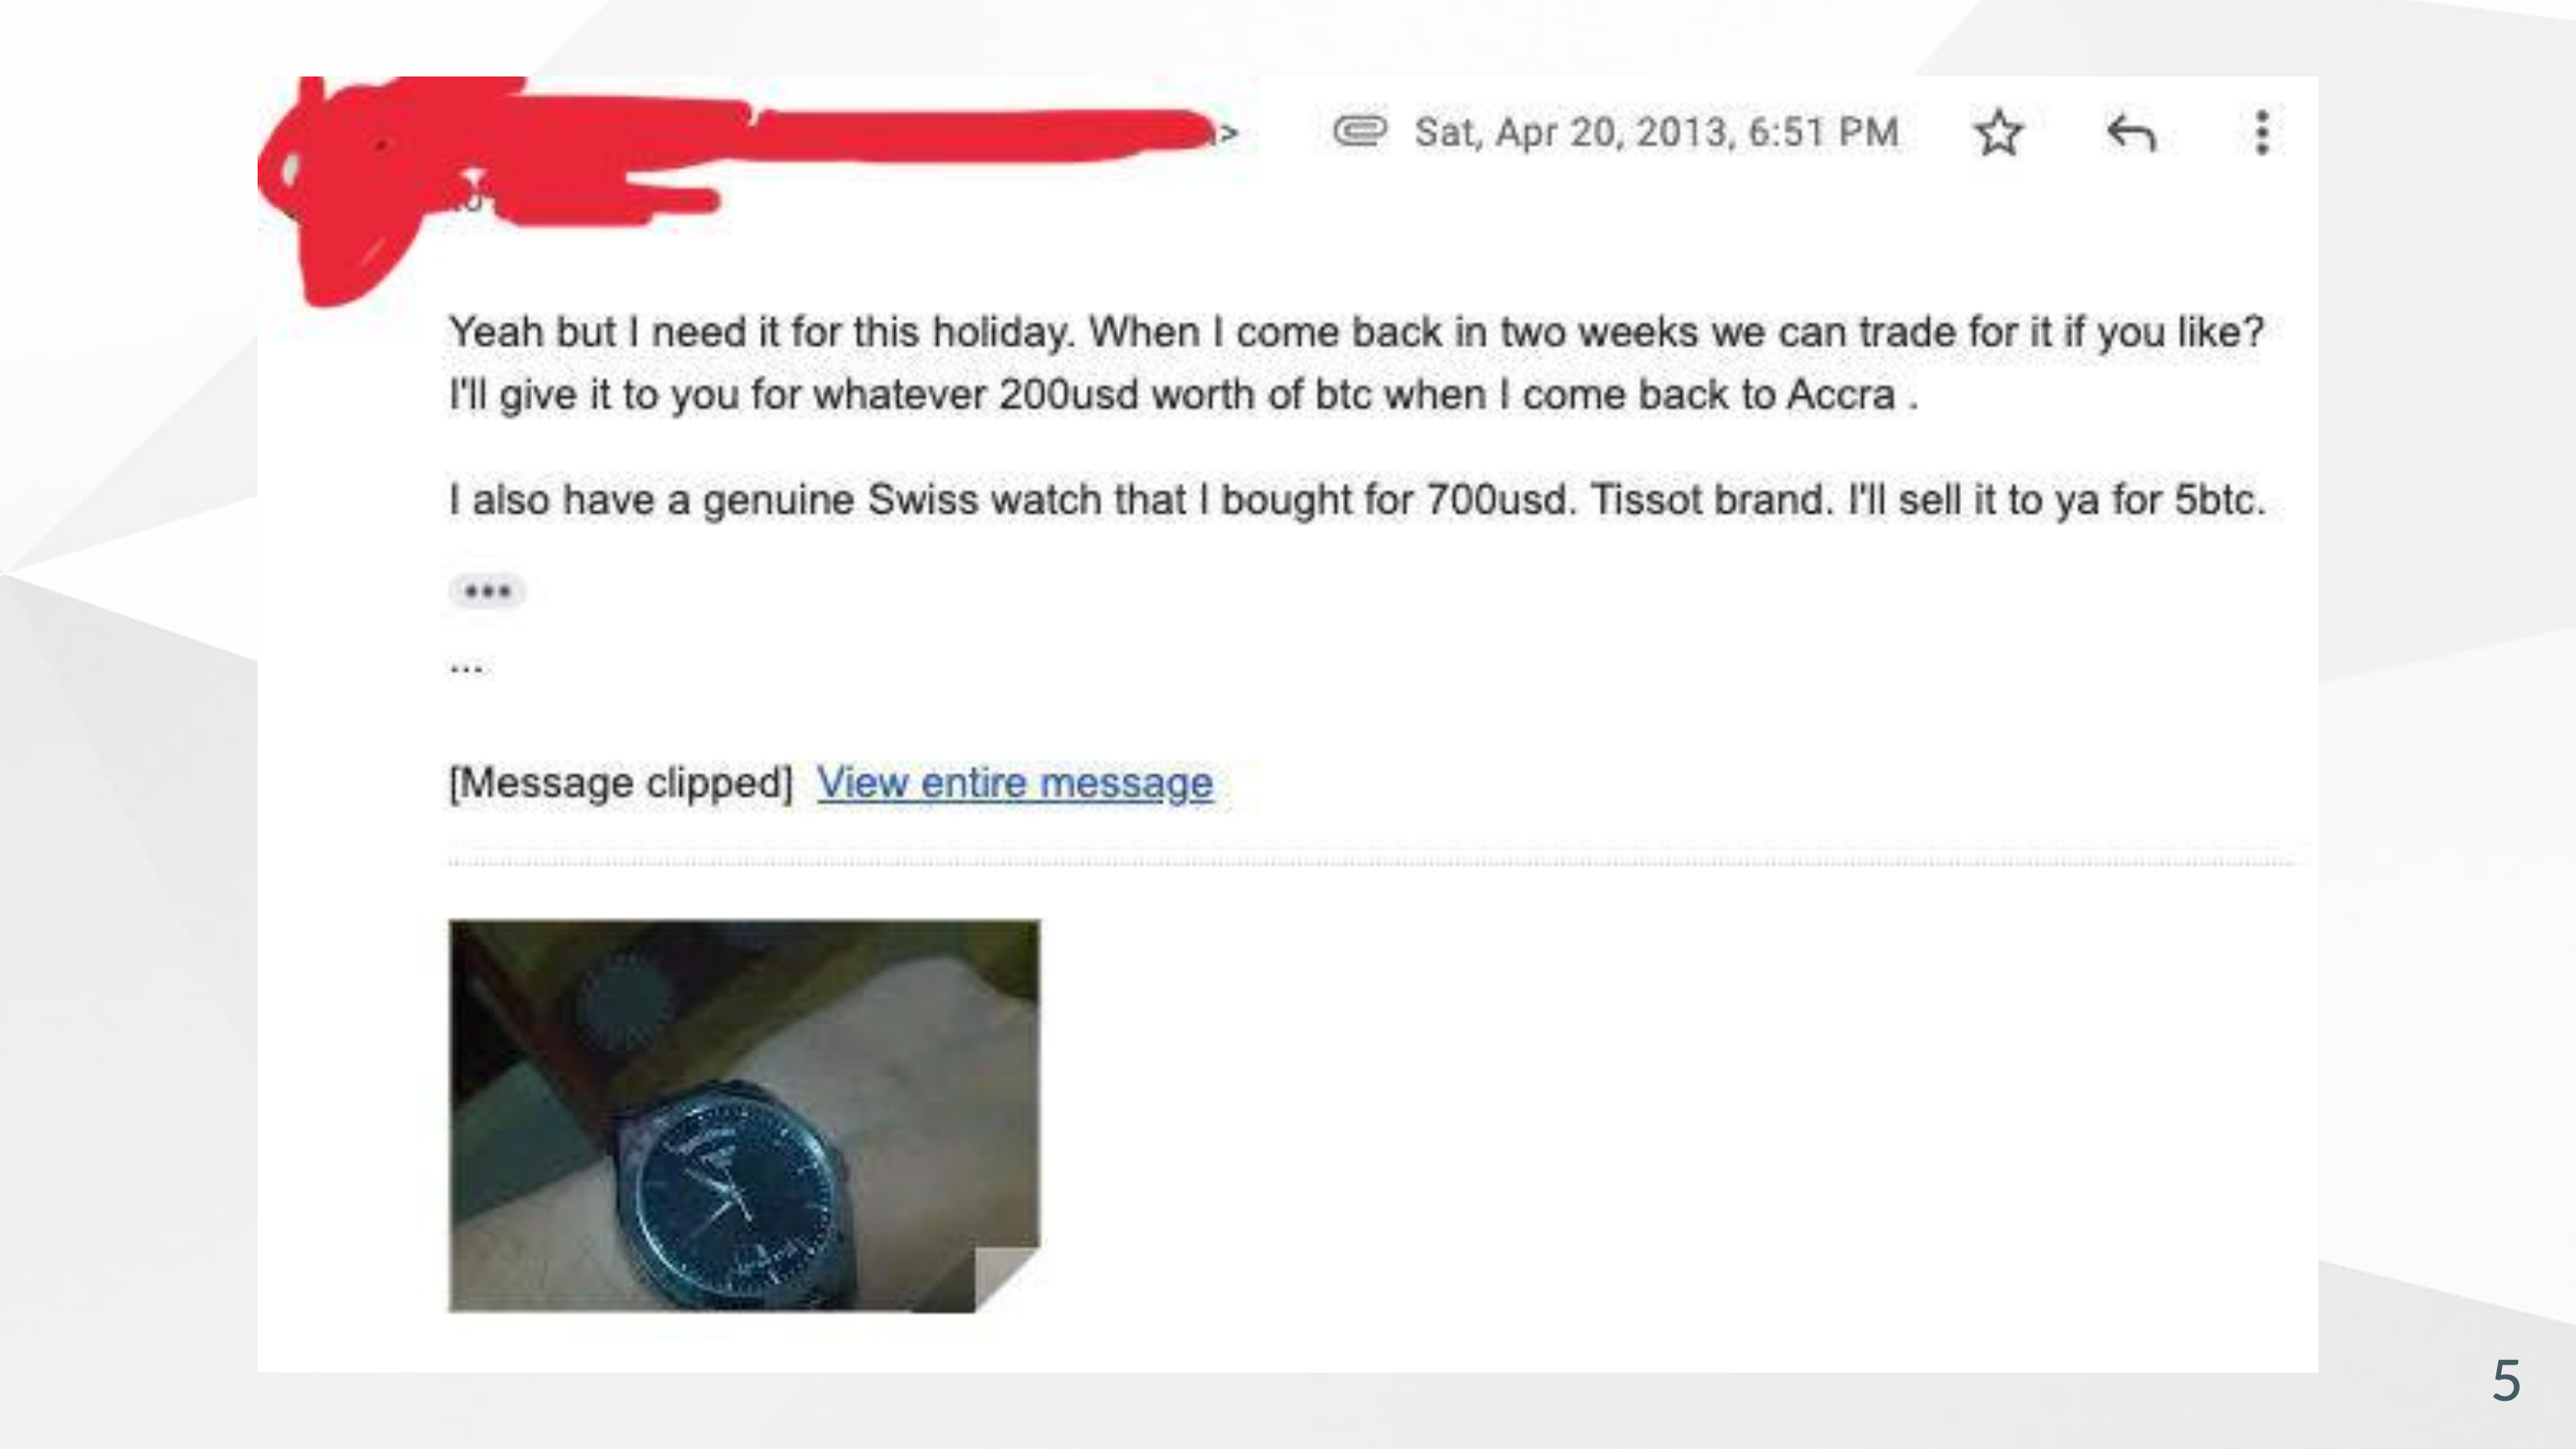 Sat, Apr 20, 2013, 6:51 PM
Yeah but I need it for this holiday. When I come back in two weeks we can trade for it if you like?
I'll give it to you for whatever 200usd worth of btc when I come back to Accra .
I also have a genuine Swiss watch that I bought for 700usd. Tissot brand. I'll sell it to ya for 5btc.
...
[Message clipped] View entire message
5